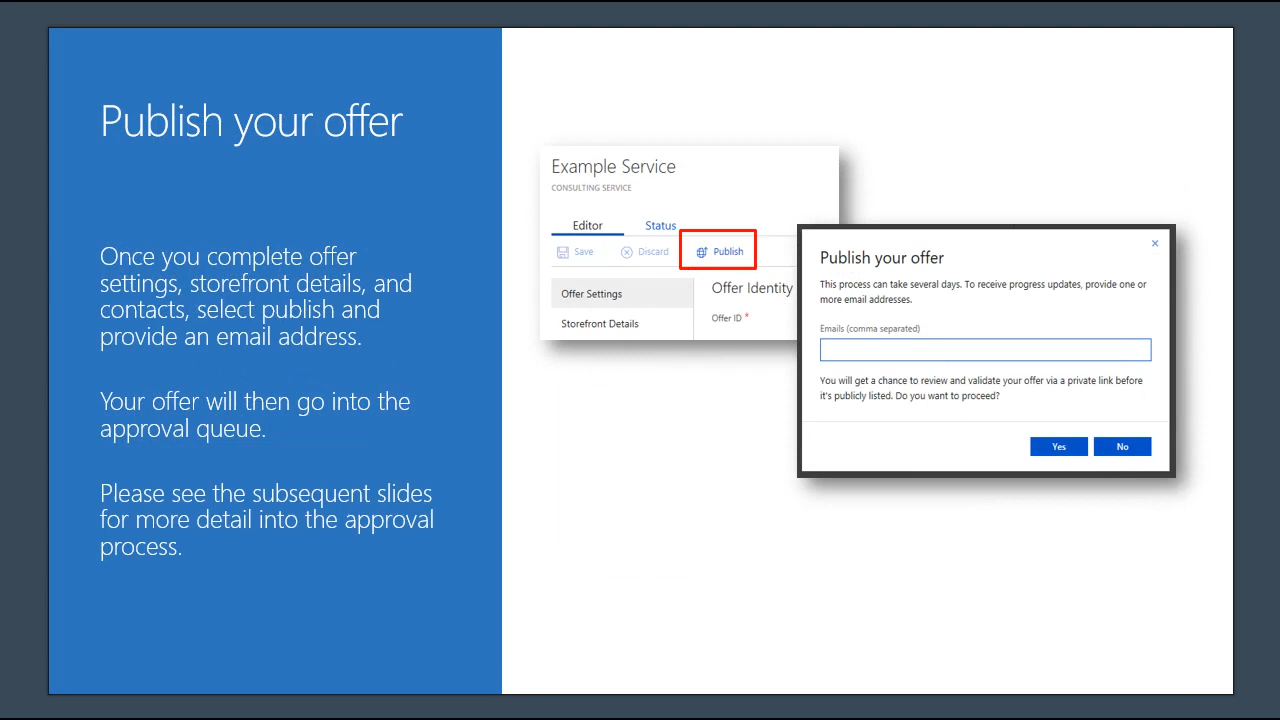 Publish your offer
Once you complete offer
settings, storefront details, and
contacts, select publish and
provide an email address.
Your offer will then go into the
approval queue.
Please see the subsequent slides
for more detail into the approval
process.
Example Service
CONSULTING SERVICE
Editor Status
Save Discard Publish
Offer Settings
Storefront Details
Offer Identity
Offer ID *
Publish your offer
This process can take several days. To receive progress updates, provide one or
more email addresses.
Emails (comma separated)
You will get a chance to review and validate your offer via a private link before
it's publicly listed. Do you want to proceed?
Yes No